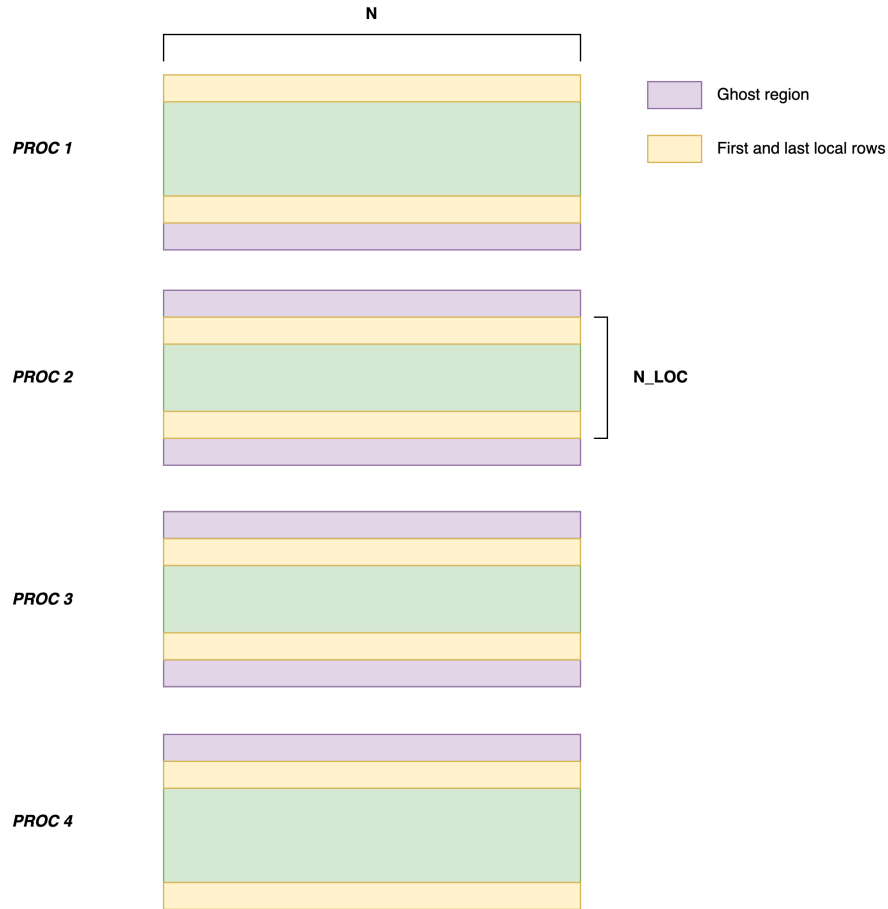 N
Ghost region
PROC 1
First and last local rows
PROC 2
N_LOC
PROC 3
PROC 4